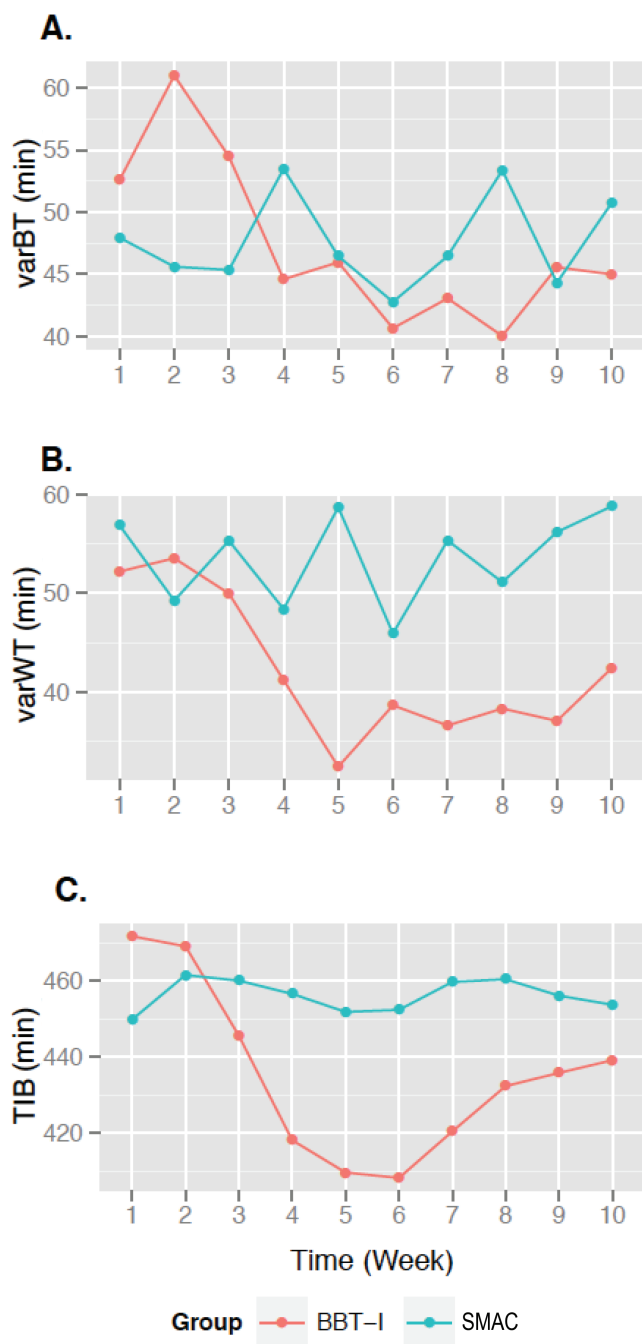 A.
varBT (min)
60
55
50
45
40
1 2 3 4 5 6 7 8 9 10
B.
varWT (min)
60
50
40
1 2 3 4 5 6 7 8 9 10
C.
TIB (min)
460
440
420
1 2 3 4 5 6 7 8 9 10
Time (Week)
Group BBT–I SMAC